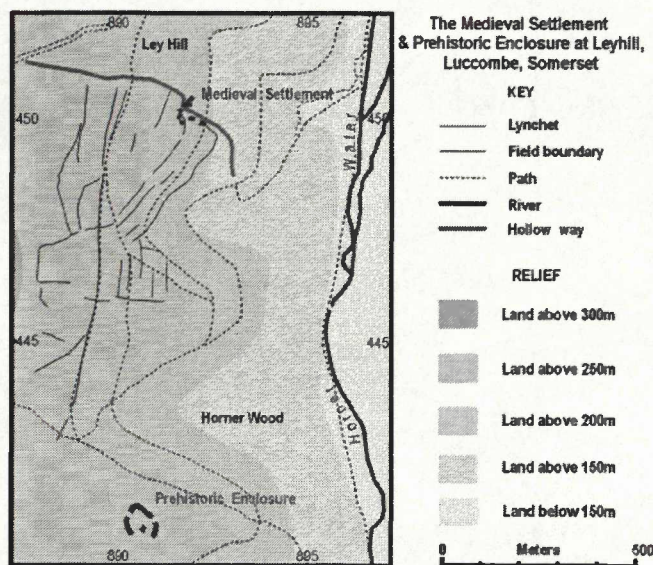 The Medieval Settlement
& Prehistoric Enclosure at Leyhill,
Luccombe, Somerset
KEY
Lynchet
Field boundary
Path
River
Hollow way
RELIEF
Land above 300m
Land above 250m
Land above 200m
Land above 150m
Land below 150m
0 Meters 500
890 895
Ley Hill
Medieval Settlement
450 450
Water
445 445
Horner Wood
Horner
Prehistoric Enclosure
890 895